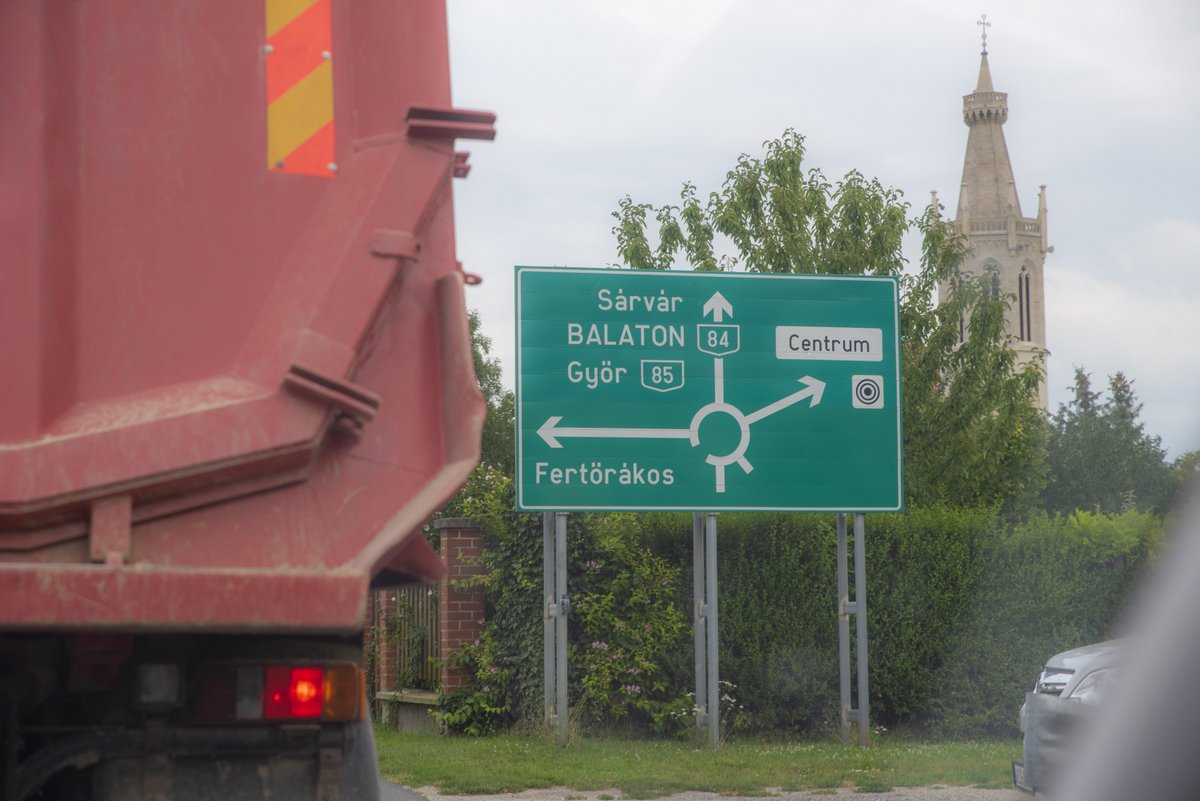 Sárvár
BALATON 84
Győr 85
Centrum
Fertőrákos